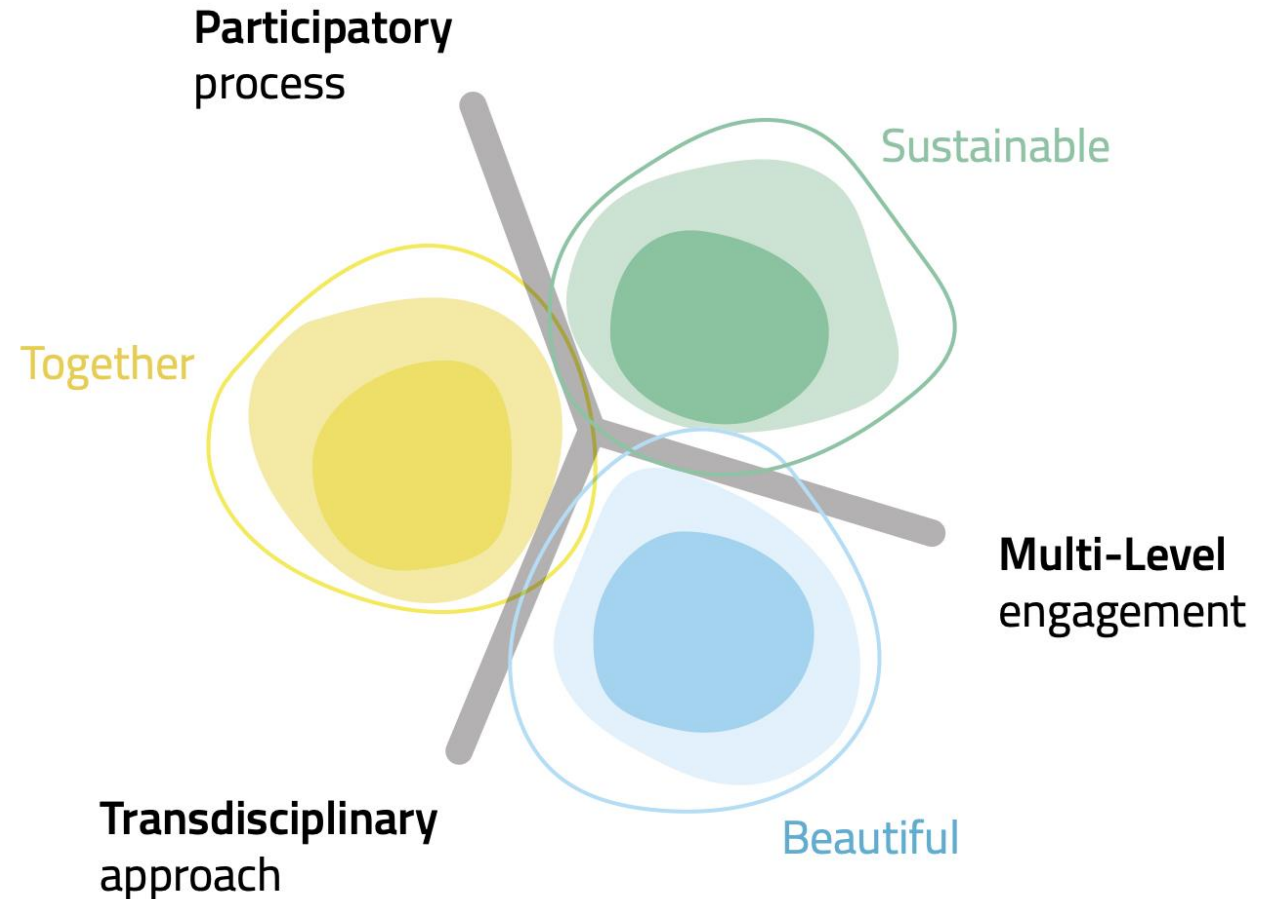 Participatory
process
Sustainable
Together
Multi-Level
engagement
Transdisciplinary
approach
Beautiful